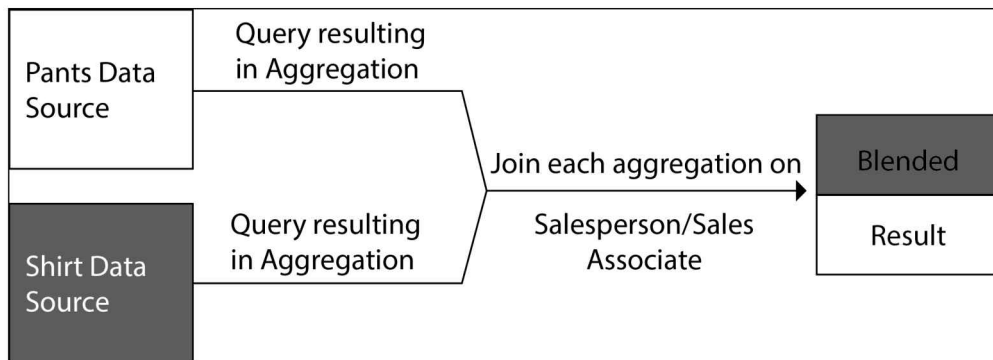 Pants Data
Source
Query resulting
in Aggregation
Shirt Data
Source
Query resulting
in Aggregation
Join each aggregation on
Salesperson/Sales
Associate
Blended
Result